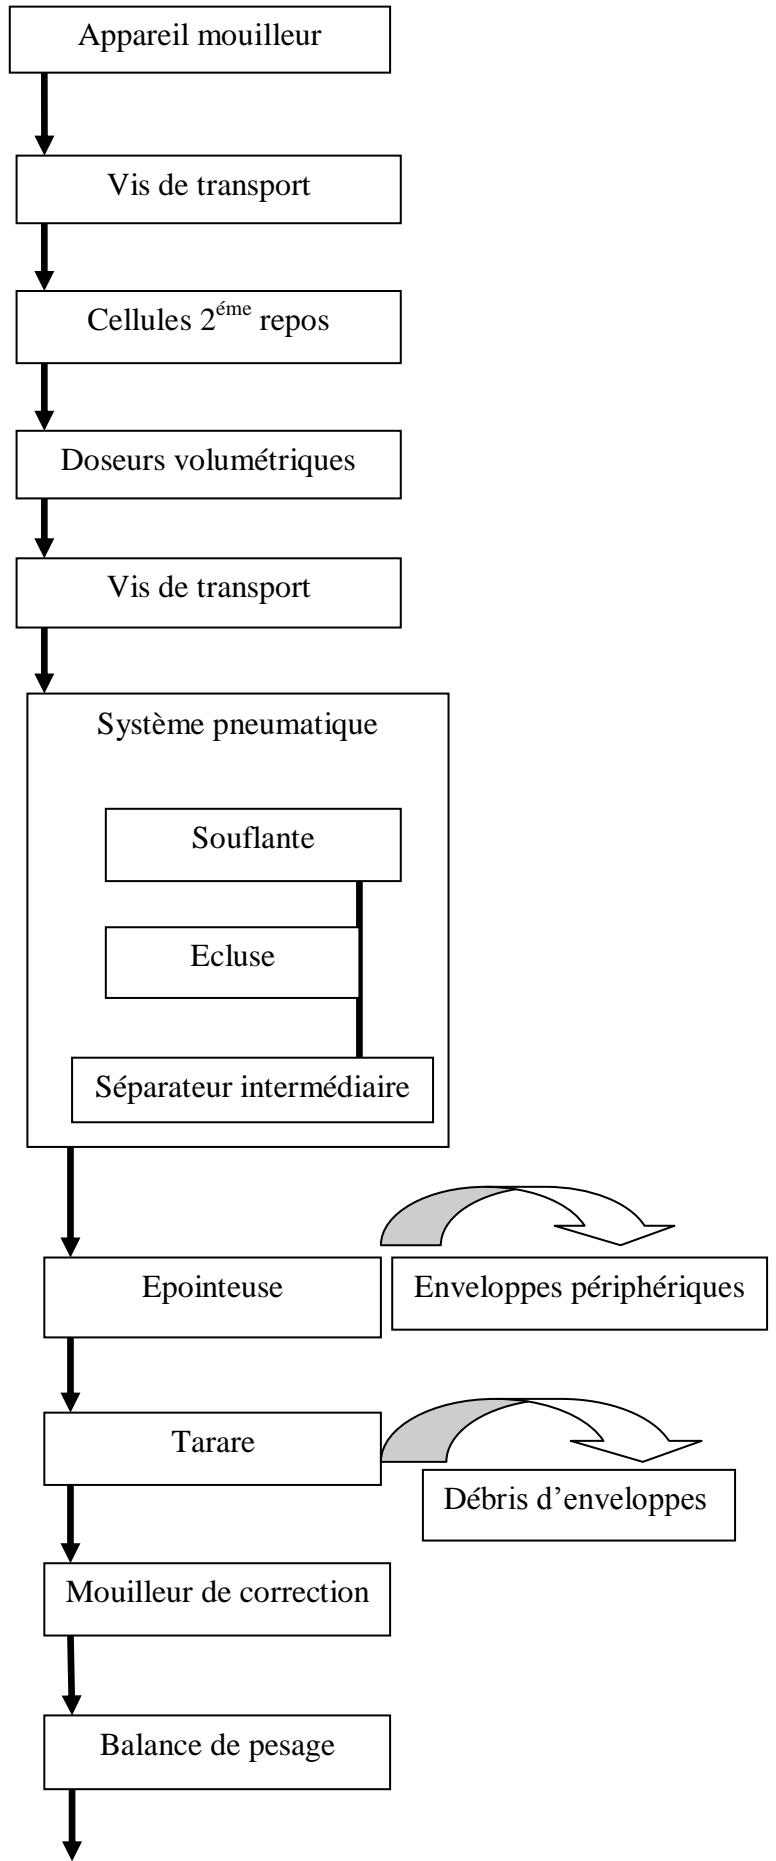 Appareil mouilleur
Vis de transport
Cellules 2éme repos
Doseurs volumétriques
Vis de transport
Système pneumatique
Souflante
Ecluse
Séparateur intermédiaire
Epointeuse
Enveloppes périphériques
Tarare
Débris d’enveloppes
Mouilleur de correction
Balance de pesage